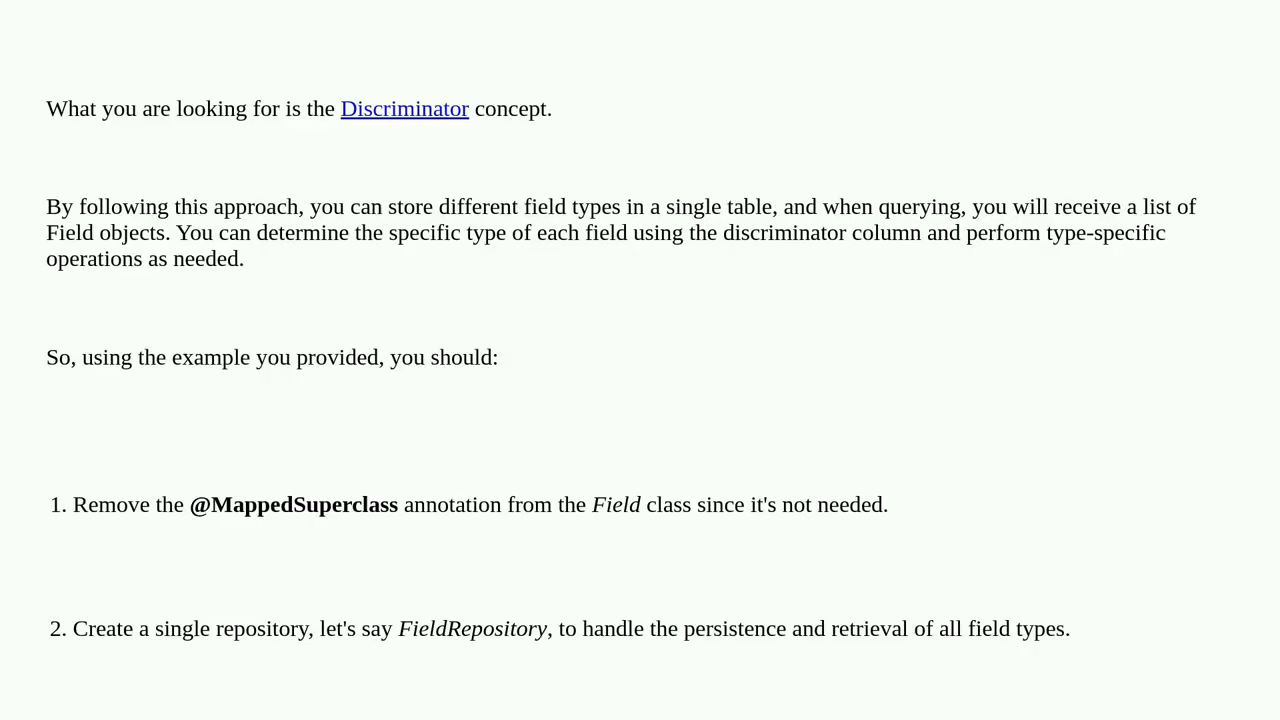 What you are looking for is the Discriminator concept.
By following this approach, you can store different field types in a single table, and when querying, you will receive a list of
Field objects. You can determine the specific type of each field using the discriminator column and perform type-specific
operations as needed.
So, using the example you provided, you should:
1. Remove the @MappedSuperclass annotation from the Field class since it's not needed.
2. Create a single repository, let's say FieldRepository, to handle the persistence and retrieval of all field types.